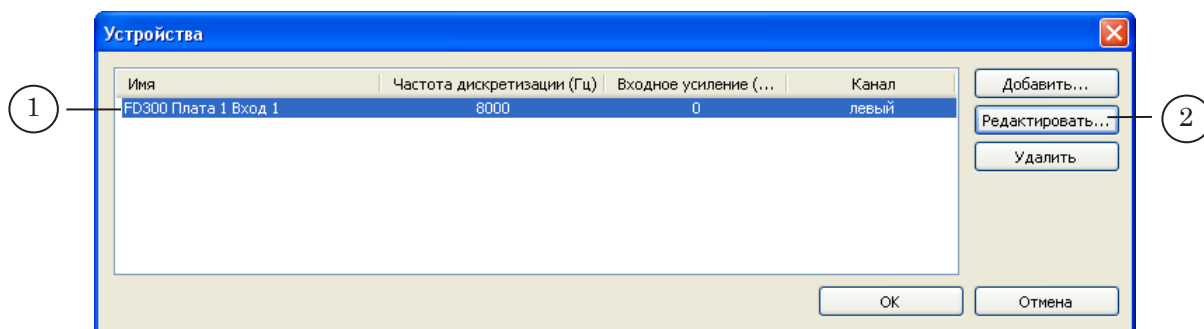 Устройства
Имя Частота дискретизации (Гц) Входное усиление (... Канал
FD300 Плата 1 Вход 1 8000 0 левый
Добавить...
Редактировать...
Удалить
ОК Отмена
1
2